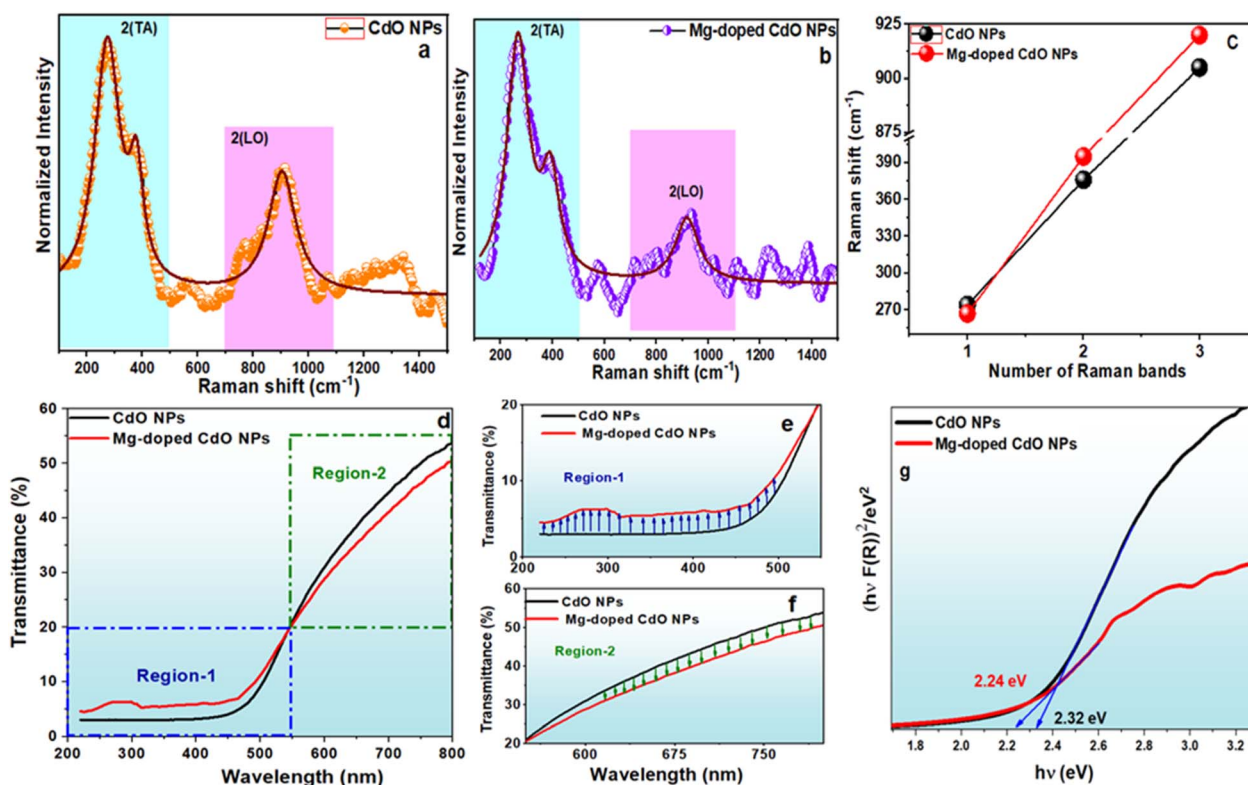 2(TA)
CdO NPs
a
2(LO)
Normalized Intensity
200 400 600 800 1000 1200 1400
Raman shift (cm-1)
2(TA)
Mg-doped CdO NPs
b
2(LO)
Normalized Intensity
200 400 600 800 1000 1200 1400
Raman shift (cm-1)
CdO NPs
Mg-doped CdO NPs
C
Raman shift (cm-1)
925
900
875
390
360
330
300
270
1 2 3
Number of Raman bands
CdO NPs
Mg-doped CdO NPs
d
Region-2
Region-1
Transmittance (%)
60
50
40
30
20
10
0
200 300 400 500 600 700 800
Wavelength (nm)
CdO NPs
Mg-doped CdO NPs
e
Region-1
Transmittance (%)
20
10
0
200 300 400 500
CdO NPs
Mg-doped CdO NPs
f
Region-2
Transmittance (%)
60
50
40
30
20
600 675 750
Wavelength (nm)
CdO NPs
Mg-doped CdO NPs
g
(hν F(R))2/eV2
2.24 eV
2.32 eV
1.8 2.0 2.2 2.4 2.6 2.8 3.0 3.2
hν (eV)